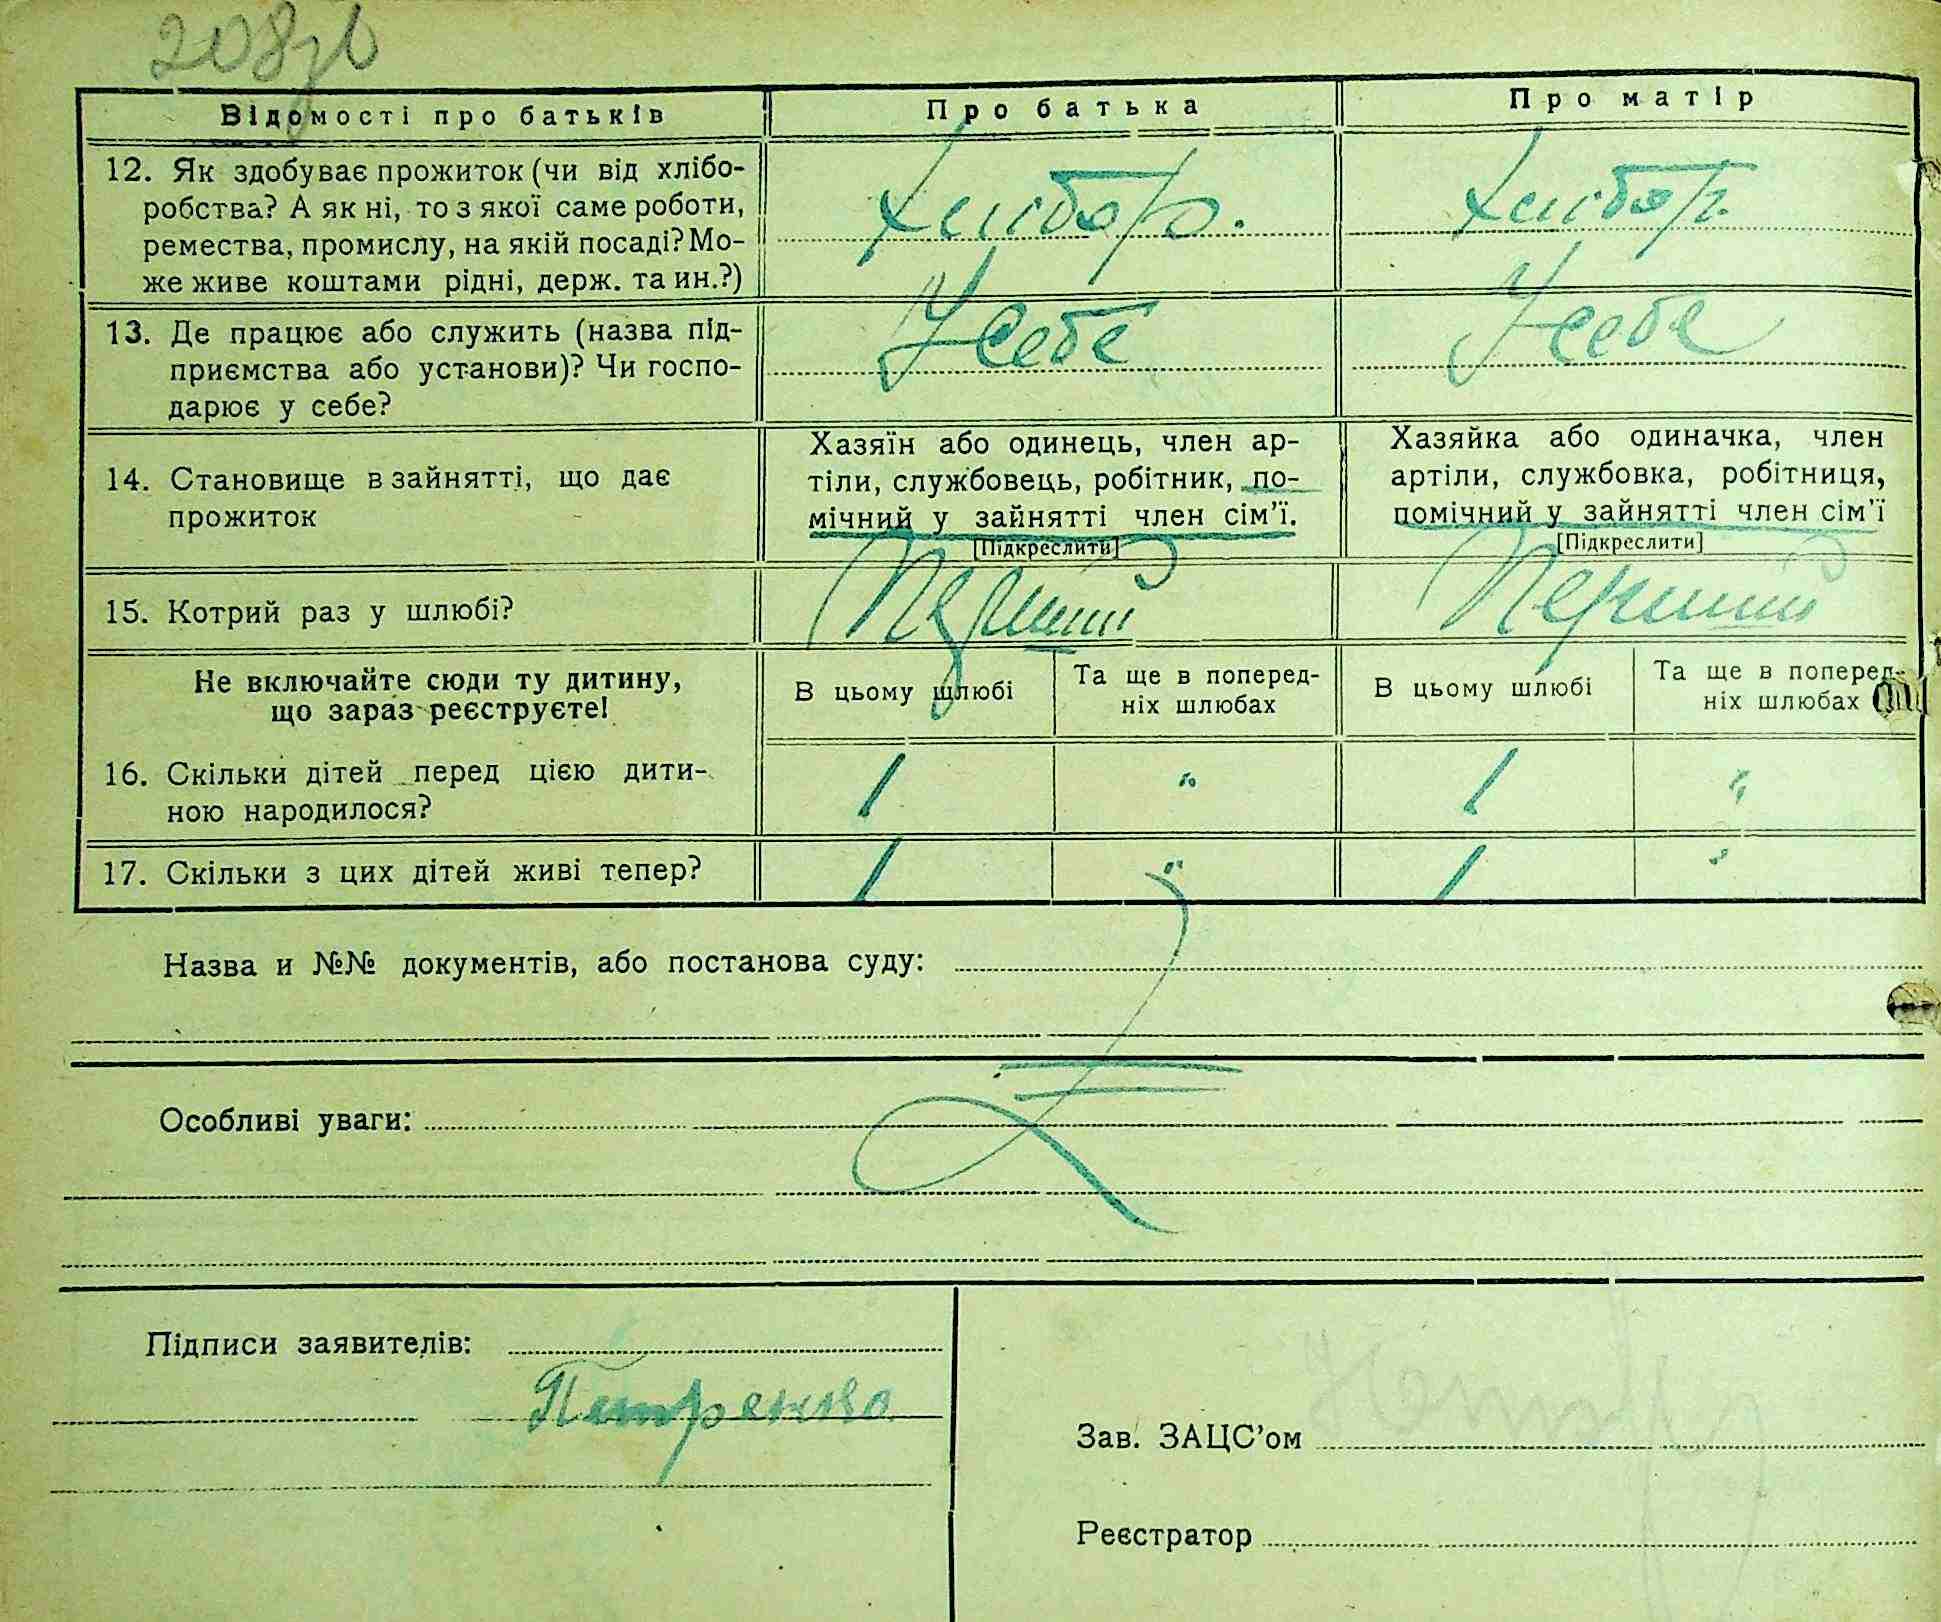 208зв
Відомості про батьків
Про батька
Про матір
12. Як здобуває прожиток (чи від хлібо-
робства? А як ні, то з якої саме роботи,
ремества, промислу, на якій посаді? Мо-
же живе коштами рідні, держ. та ин.?)
Хлібор.
Хлібор.
13. Де працює або служить (назва під-
приємства або установи)? Чи госпо-
дарює у себе?
У себе
У себе
14. Становище в зайнятті, що дає
прожиток
Хазяїн або одинець, член ар-
тіли, службовець, робітник, по-
мічний у зайнятті член сім'ї.
[Підкреслити]
Хазяйка або одиначка, член
артіли, службовка, робітниця,
помічний у зайнятті член сім'ї
[Підкреслити]
15. Котрий раз у шлюбі?
Перший
Перший
Не включайте сюди ту дитину,
що зараз реєструєте!
В цьому шлюбі
Та ще в поперед-
ніх шлюбах
В цьому шлюбі
Та ще в поперед-
ніх шлюбах
16. Скільки дітей перед цією дити-
ною народилося?
1
"
1
"
17. Скільки з цих дітей живі тепер?
1
"
1
"
Назва и №№ документів, або постанова суду:
Особливі уваги:
Підписи заявителів:
Петренко
Зав. ЗАЦС'ом
Реєстратор